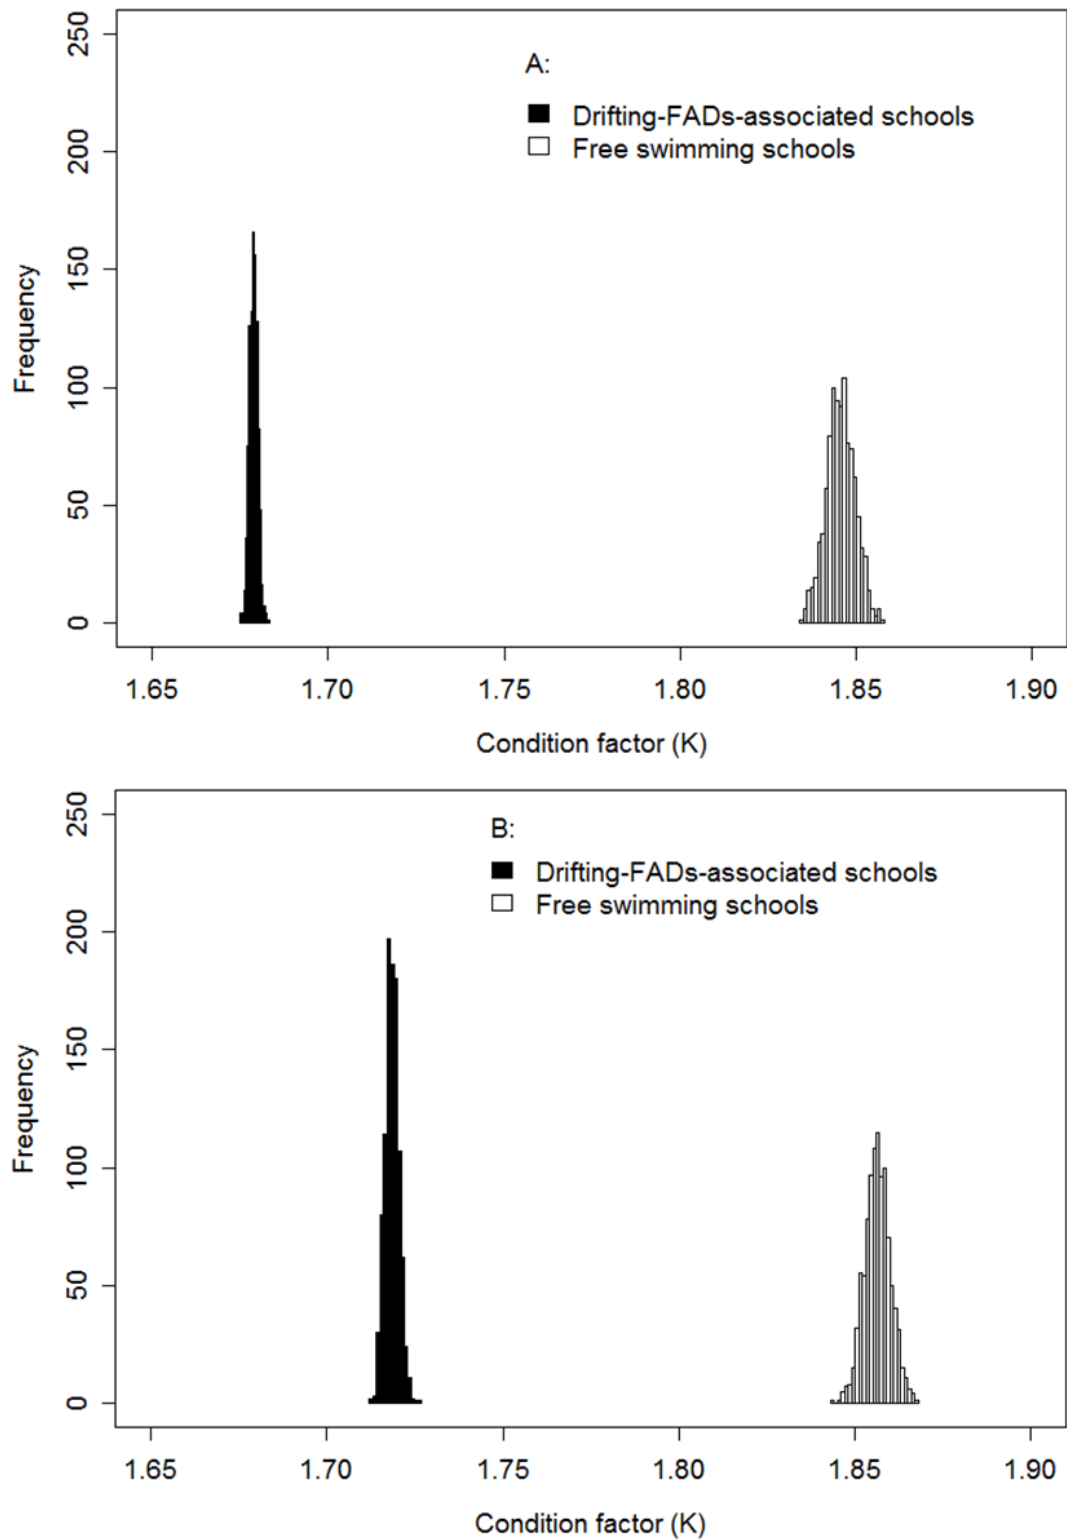 250
200
150
100
50
0
Frequency
A:
Drifting-FADs-associated schools
Free swimming schools
1.65 1.70 1.75 1.80 1.85 1.90
Condition factor (K)
250
200
150
100
50
0
Frequency
B:
Drifting-FADs-associated schools
Free swimming schools
1.65 1.70 1.75 1.80 1.85 1.90
Condition factor (K)